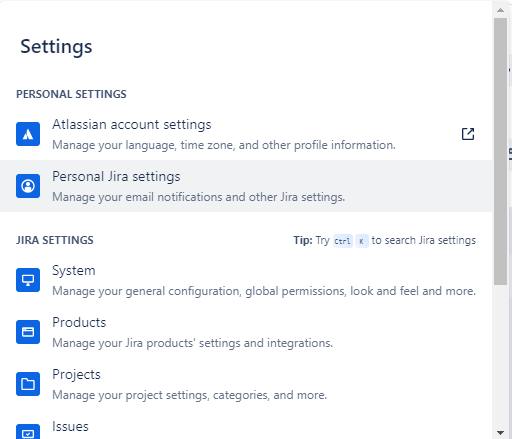 Settings
PERSONAL SETTINGS
Atlassian account settings
Manage your language, time zone, and other profile information.
Personal Jira settings
Manage your email notifications and other Jira settings.
JIRA SETTINGS
Tip: Try Ctrl K to search Jira settings
System
Manage your general configuration, global permissions, look and feel and more.
Products
Manage your Jira products' settings and integrations.
Projects
Manage your project settings, categories, and more.
Issues